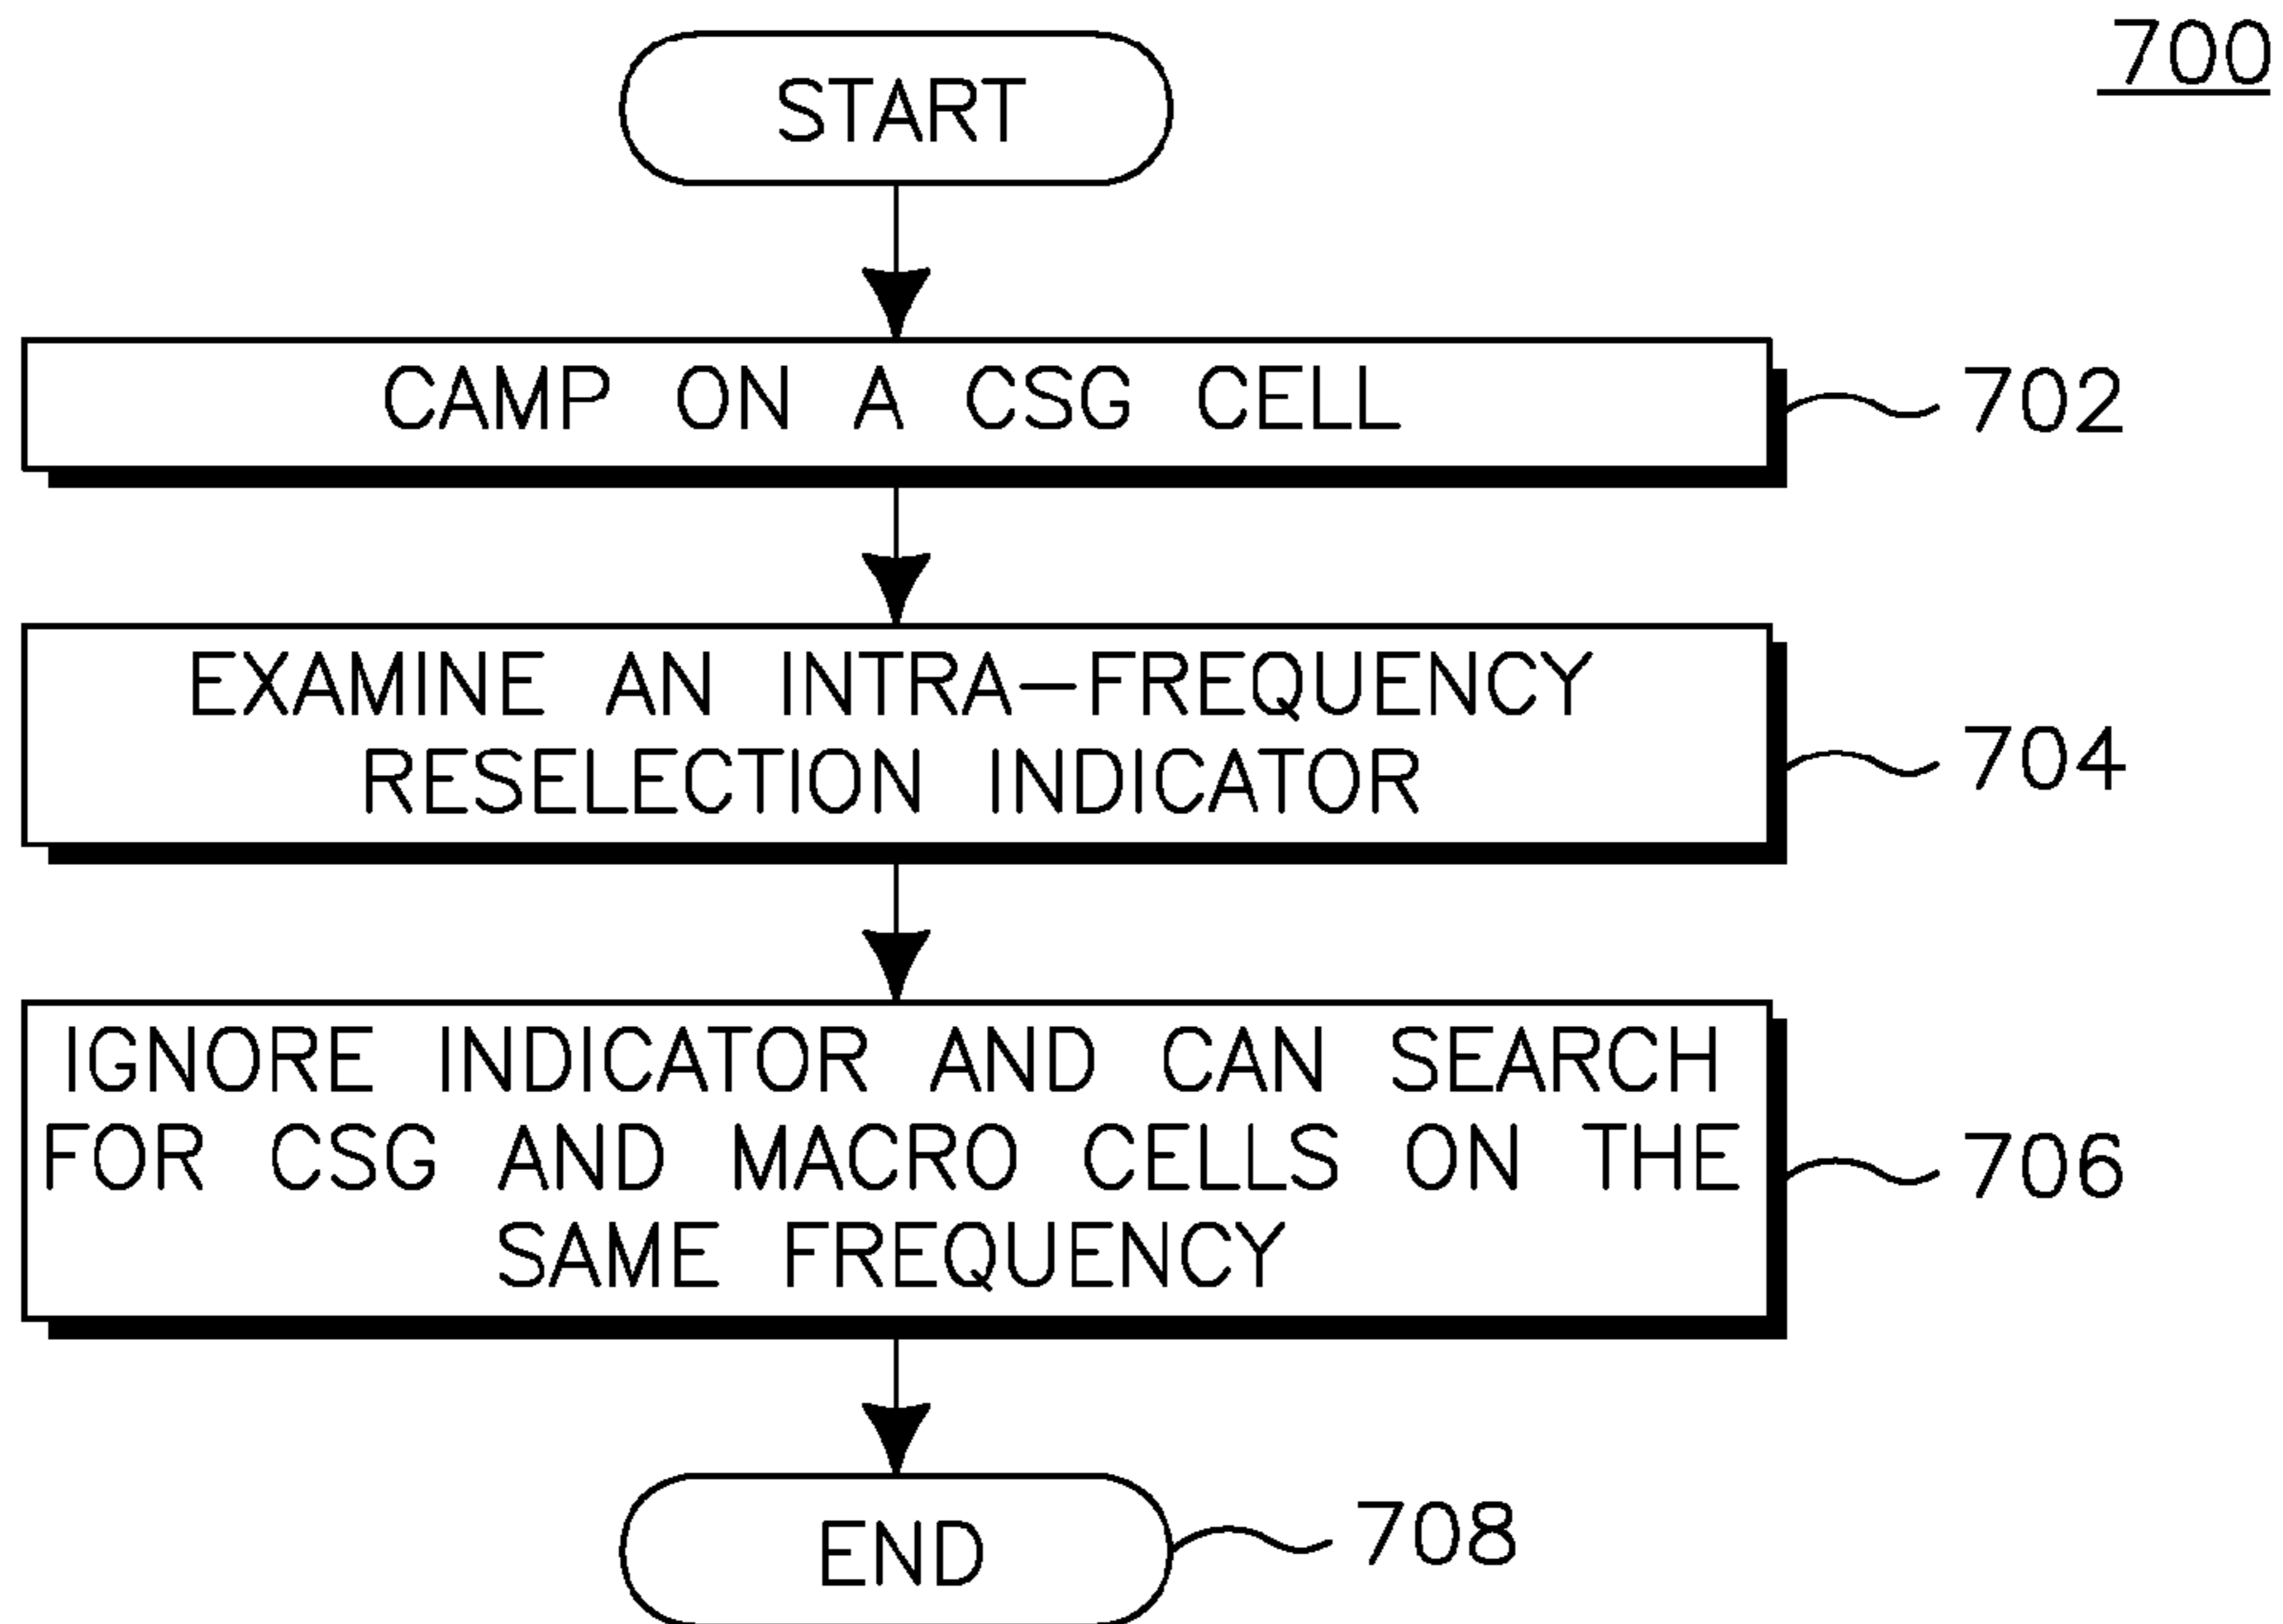 700
START
CAMP ON A CSG CELL
702
EXAMINE AN INTRA-FREQUENCY
RESELECTION INDICATOR
704
IGNORE INDICATOR AND CAN SEARCH
FOR CSG AND MACRO CELLS ON THE
SAME FREQUENCY
706
END
708